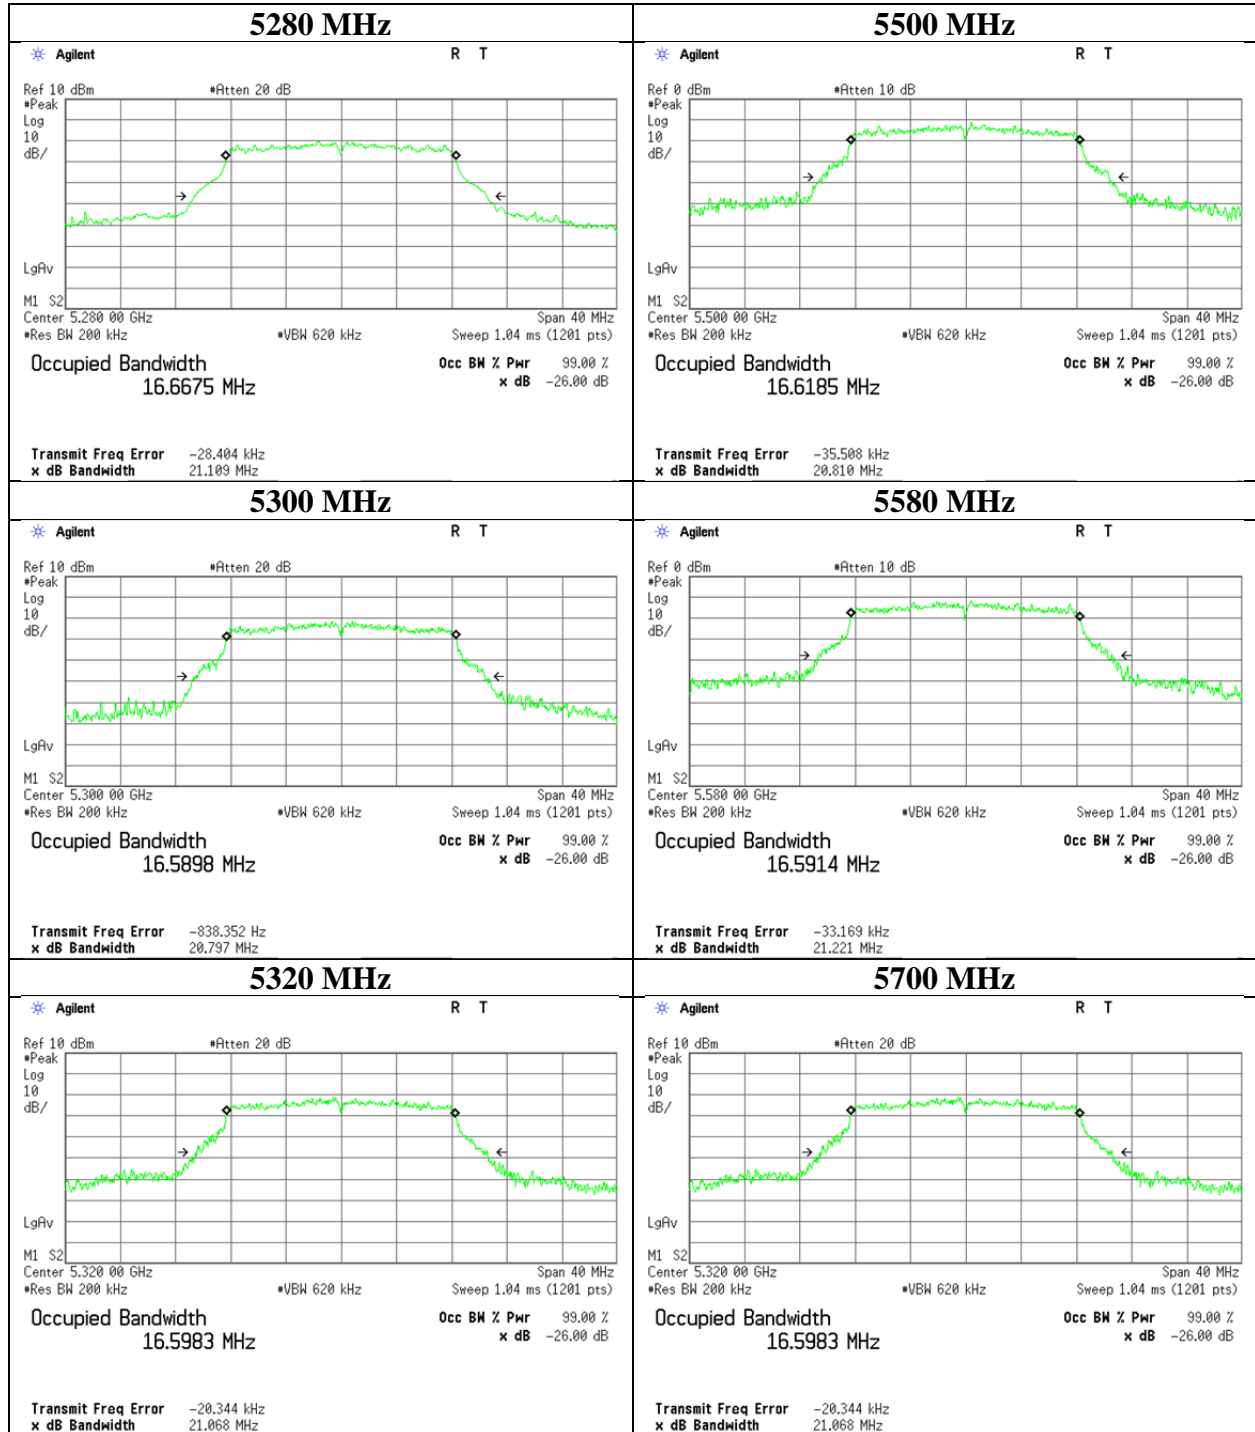 5280 MHz
Agilent R T
Ref 10 dBm #Atten 20 dB
#Peak
Log
10
dB/
LgAv
M1 S2
Center 5.280 00 GHz Span 40 MHz
#Res BW 200 kHz #VBW 620 kHz Sweep 1.04 ms (1201 pts)
Occupied Bandwidth Occ BW % Pwr 99.00 %
16.6675 MHz x dB -26.00 dB
Transmit Freq Error -28.404 kHz
x dB Bandwidth 21.109 MHz
5500 MHz
Agilent R T
Ref 0 dBm #Atten 10 dB
#Peak
Log
10
dB/
LgAv
M1 S2
Center 5.500 00 GHz Span 40 MHz
#Res BW 200 kHz #VBW 620 kHz Sweep 1.04 ms (1201 pts)
Occupied Bandwidth Occ BW % Pwr 99.00 %
16.6185 MHz x dB -26.00 dB
Transmit Freq Error -35.508 kHz
x dB Bandwidth 20.810 MHz
5300 MHz
Agilent R T
Ref 10 dBm #Atten 20 dB
#Peak
Log
10
dB/
LgAv
M1 S2
Center 5.300 00 GHz Span 40 MHz
#Res BW 200 kHz #VBW 620 kHz Sweep 1.04 ms (1201 pts)
Occupied Bandwidth Occ BW % Pwr 99.00 %
16.5898 MHz x dB -26.00 dB
Transmit Freq Error -838.352 Hz
x dB Bandwidth 20.797 MHz
5580 MHz
Agilent R T
Ref 0 dBm #Atten 10 dB
#Peak
Log
10
dB/
LgAv
M1 S2
Center 5.580 00 GHz Span 40 MHz
#Res BW 200 kHz #VBW 620 kHz Sweep 1.04 ms (1201 pts)
Occupied Bandwidth Occ BW % Pwr 99.00 %
16.5914 MHz x dB -26.00 dB
Transmit Freq Error -33.169 kHz
x dB Bandwidth 21.221 MHz
5320 MHz
Agilent R T
Ref 10 dBm #Atten 20 dB
#Peak
Log
10
dB/
LgAv
M1 S2
Center 5.320 00 GHz Span 40 MHz
#Res BW 200 kHz #VBW 620 kHz Sweep 1.04 ms (1201 pts)
Occupied Bandwidth Occ BW % Pwr 99.00 %
16.5983 MHz x dB -26.00 dB
Transmit Freq Error -20.344 kHz
x dB Bandwidth 21.068 MHz
5700 MHz
Agilent R T
Ref 10 dBm #Atten 20 dB
#Peak
Log
10
dB/
LgAv
M1 S2
Center 5.320 00 GHz Span 40 MHz
#Res BW 200 kHz #VBW 620 kHz Sweep 1.04 ms (1201 pts)
Occupied Bandwidth Occ BW % Pwr 99.00 %
16.5983 MHz x dB -26.00 dB
Transmit Freq Error -20.344 kHz
x dB Bandwidth 21.068 MHz